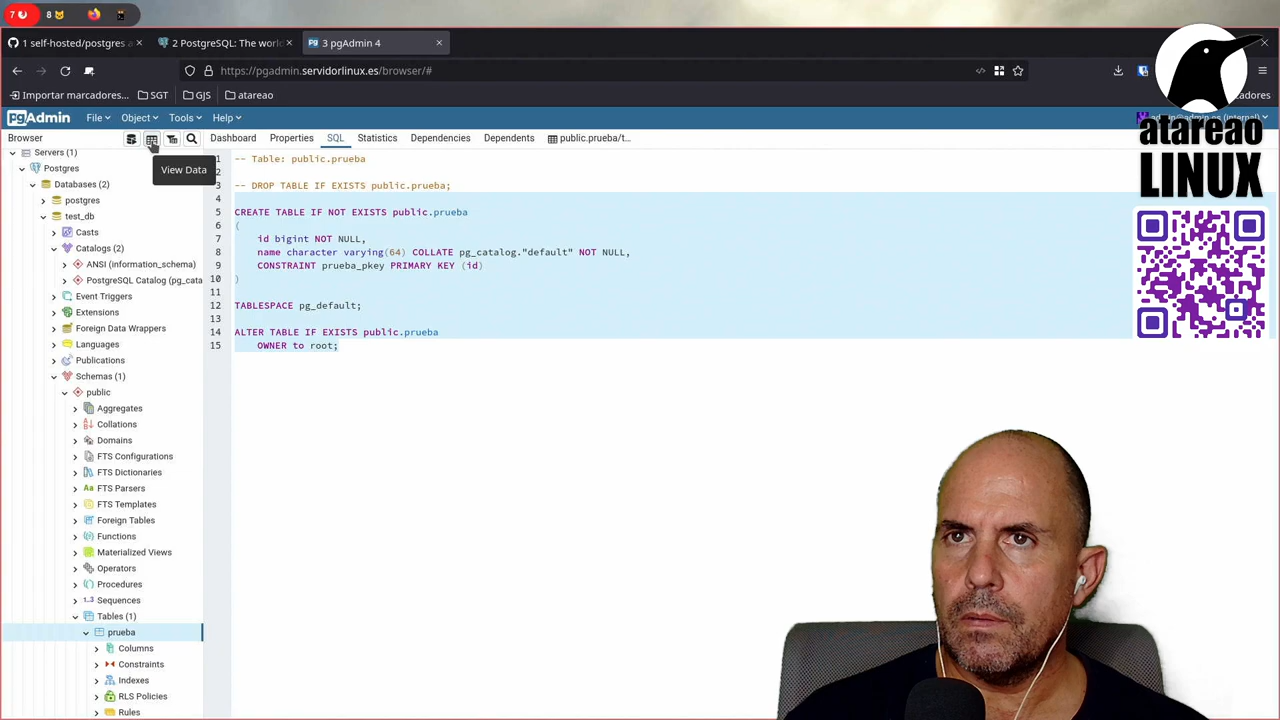 7
8
1 self-hosted/postgres a
2 PostgreSQL: The world
3 pgAdmin 4
https://pgadmin.servidorlinux.es/browser/#
Importar marcadores...
SGT
GJS
atareao
cadores
pgAdmin
File
Object
Tools
Help
(internal)
Browser
Dashboard
Properties
SQL
Statistics
Dependencies
Dependents
public.prueba/t...
View Data
Servers (1)
Postgres
Databases (2)
postgres
test_db
Casts
Catalogs (2)
ANSI (information_schema)
PostgreSQL Catalog (pg_cata
Event Triggers
Extensions
Foreign Data Wrappers
Languages
Publications
Schemas (1)
public
Aggregates
Collations
Domains
FTS Configurations
FTS Dictionaries
FTS Parsers
FTS Templates
Foreign Tables
Functions
Materialized Views
Operators
Procedures
1..3 Sequences
Tables (1)
prueba
Columns
Constraints
Indexes
RLS Policies
Rules
1 -- Table: public.prueba
2
3 -- DROP TABLE IF EXISTS public.prueba;
4
5 CREATE TABLE IF NOT EXISTS public.prueba
6 (
7 id bigint NOT NULL,
8 name character varying(64) COLLATE pg_catalog."default" NOT NULL,
9 CONSTRAINT prueba_pkey PRIMARY KEY (id)
10 )
11
12 TABLESPACE pg_default;
13
14 ALTER TABLE IF EXISTS public.prueba
15 OWNER to root;
atareao
LINUX